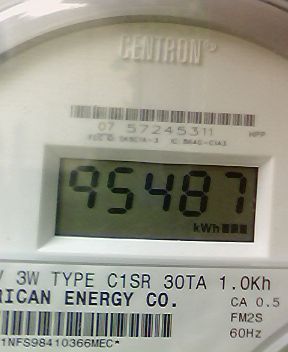 CENTRON®
07 57245311 HPP
95487
kWh
V 3W TYPE C1SR 30TA 1.0Kh
RICAN ENERGY CO. CA 0.5
FM2S
1NFS98410366MEC* 60Hz